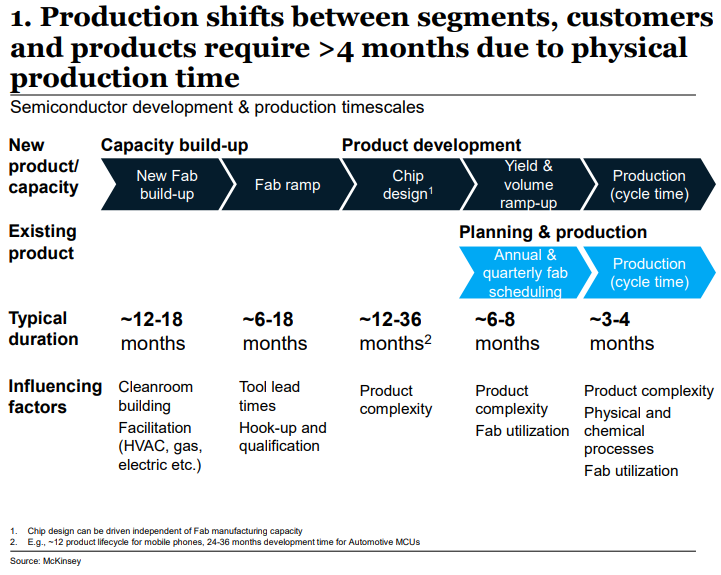 1. Production shifts between segments, customers
and products require >4 months due to physical
production time
Semiconductor development & production timescales
New
product/
capacity
Capacity build-up
Product development
New Fab
build-up
Fab ramp
Chip
design1
Yield &
volume
ramp-up
Production
(cycle time)
Existing
product
Planning & production
Annual &
quarterly fab
scheduling
Production
(cycle time)
Typical
duration
~12-18
months
~6-18
months
~12-36
months2
~6-8
months
~3-4
months
Influencing
factors
Cleanroom
building
Facilitation
(HVAC, gas,
electric etc.)
Tool lead
times
Hook-up and
qualification
Product
complexity
Product
complexity
Fab utilization
Product complexity
Physical and
chemical
processes
Fab utilization
1. Chip design can be driven independent of Fab manufacturing capacity
2. E.g., ~12 product lifecycle for mobile phones, 24-36 months development time for Automotive MCUs
Source: McKinsey